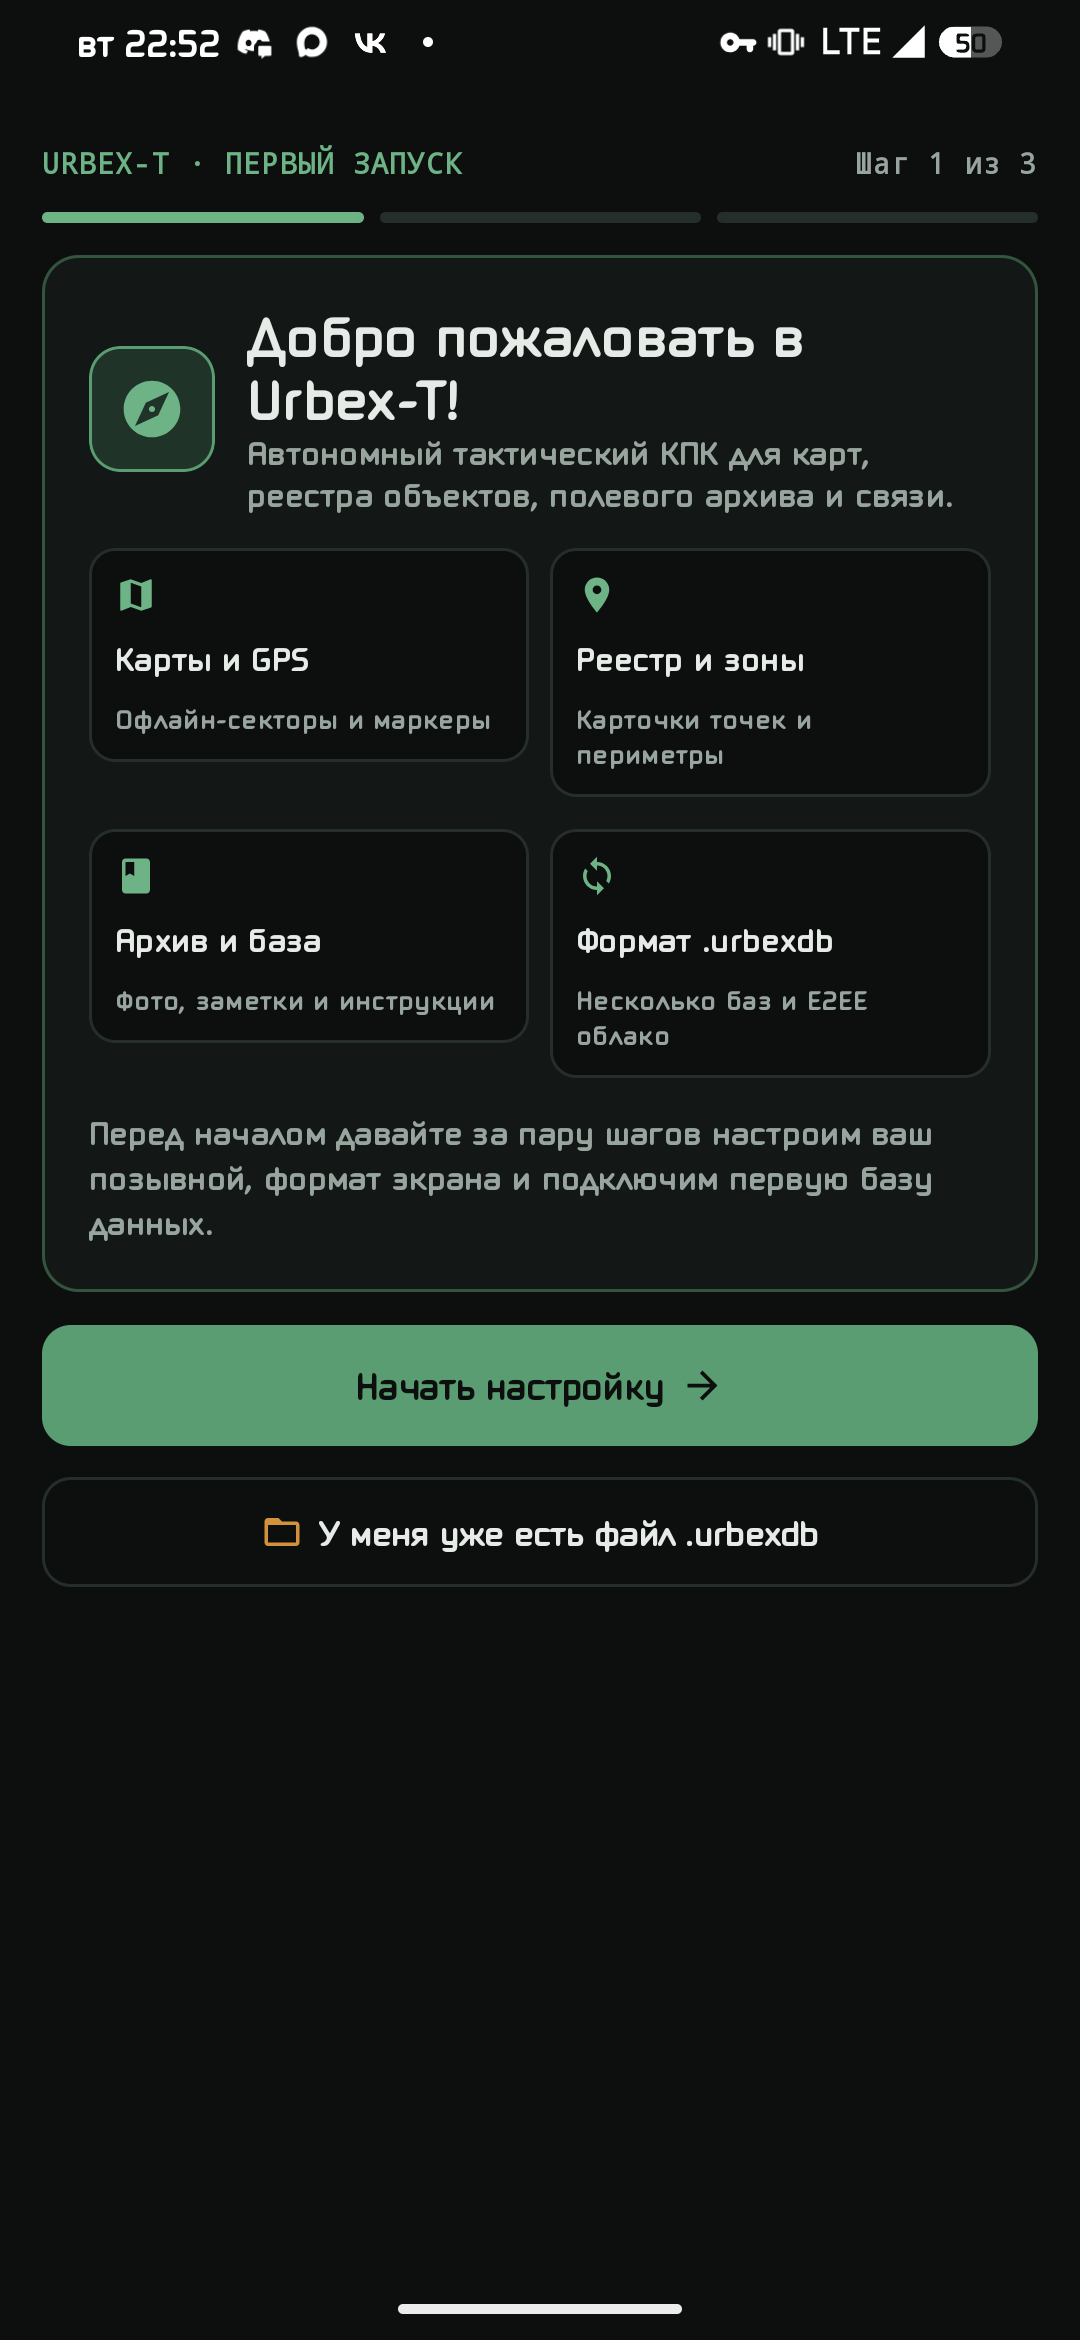 вт 22:52
LTE
50
URBEX-T · ПЕРВЫЙ ЗАПУСК
Шаг 1 из 3
Добро пожаловать в
Urbex-T!
Автономный тактический КПК для карт,
реестра объектов, полевого архива и связи.
Карты и GPS
Офлайн-секторы и маркеры
Реестр и зоны
Карточки точек и
периметры
Архив и база
Фото, заметки и инструкции
Формат .urbexdb
Несколько баз и E2EE
облако
Перед началом давайте за пару шагов настроим ваш
позывной, формат экрана и подключим первую базу
данных.
Начать настройку →
У меня уже есть файл .urbexdb